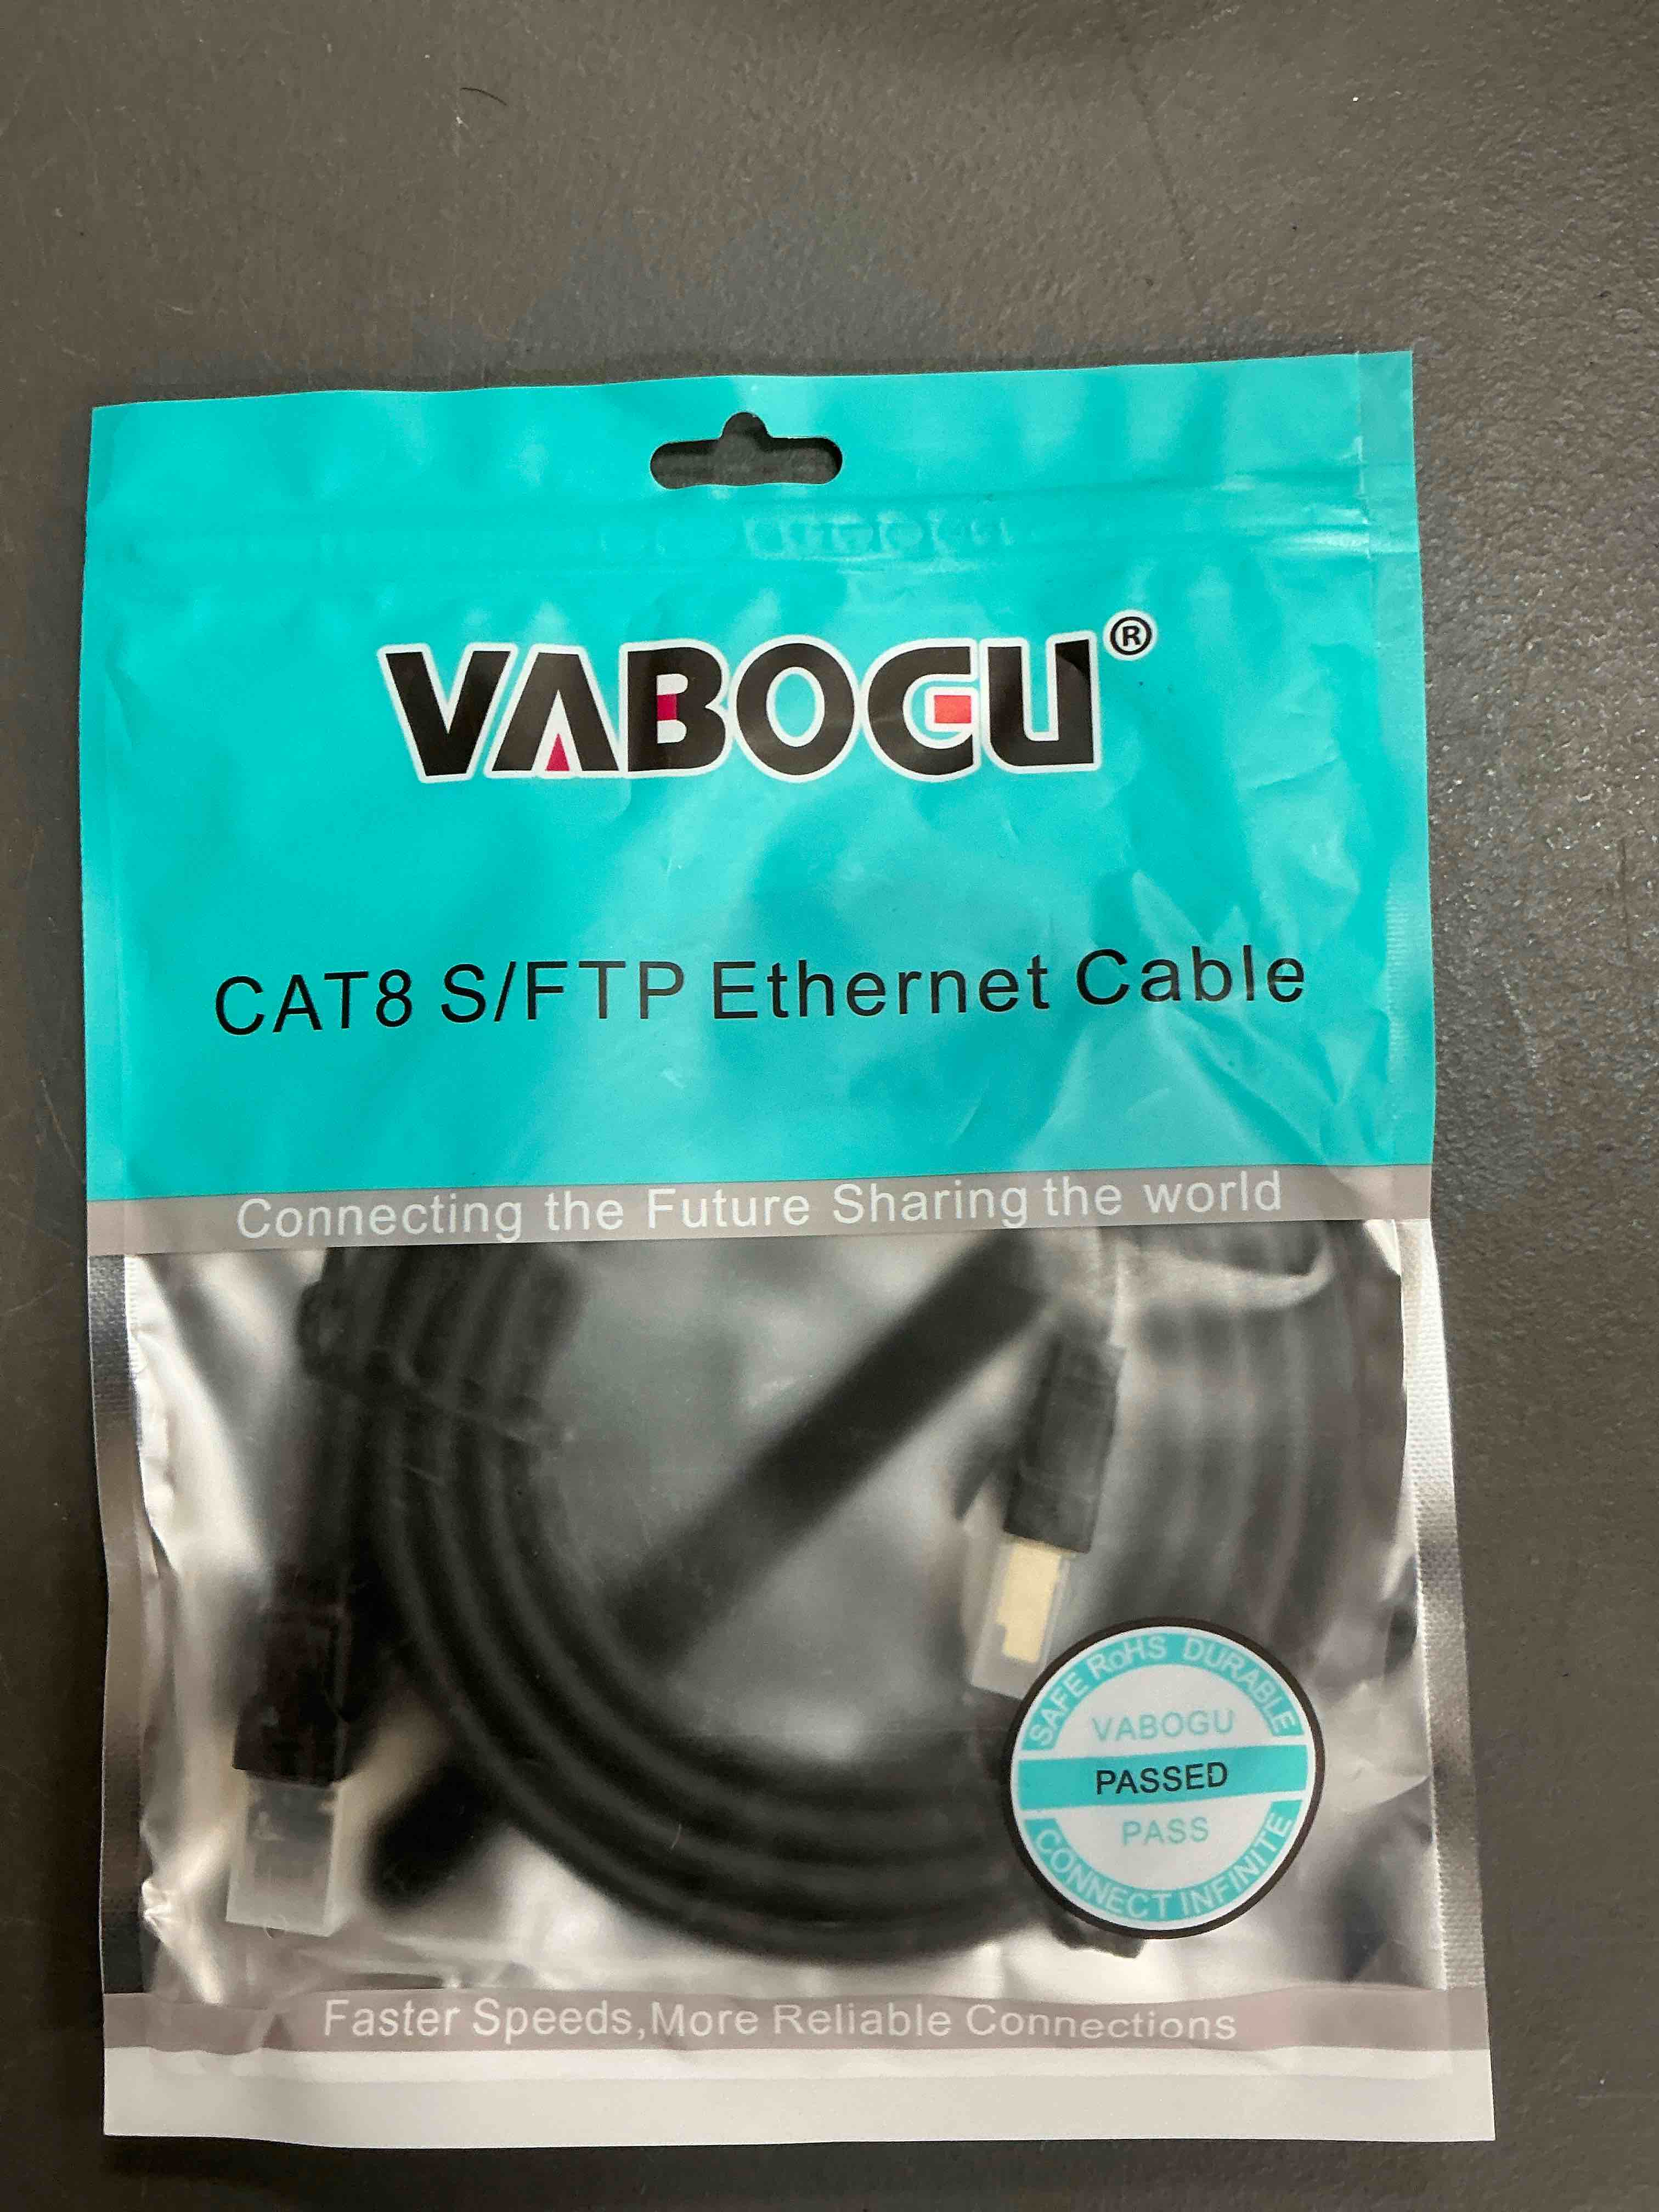 VABOGU®
CAT8 S/FTP Ethernet Cable
Connecting the Future Sharing the world
SAFE RoHS DURABLE
VABOGU
PASSED
PASS
CONNECT INFINITE
Faster Speeds,More Reliable Connections